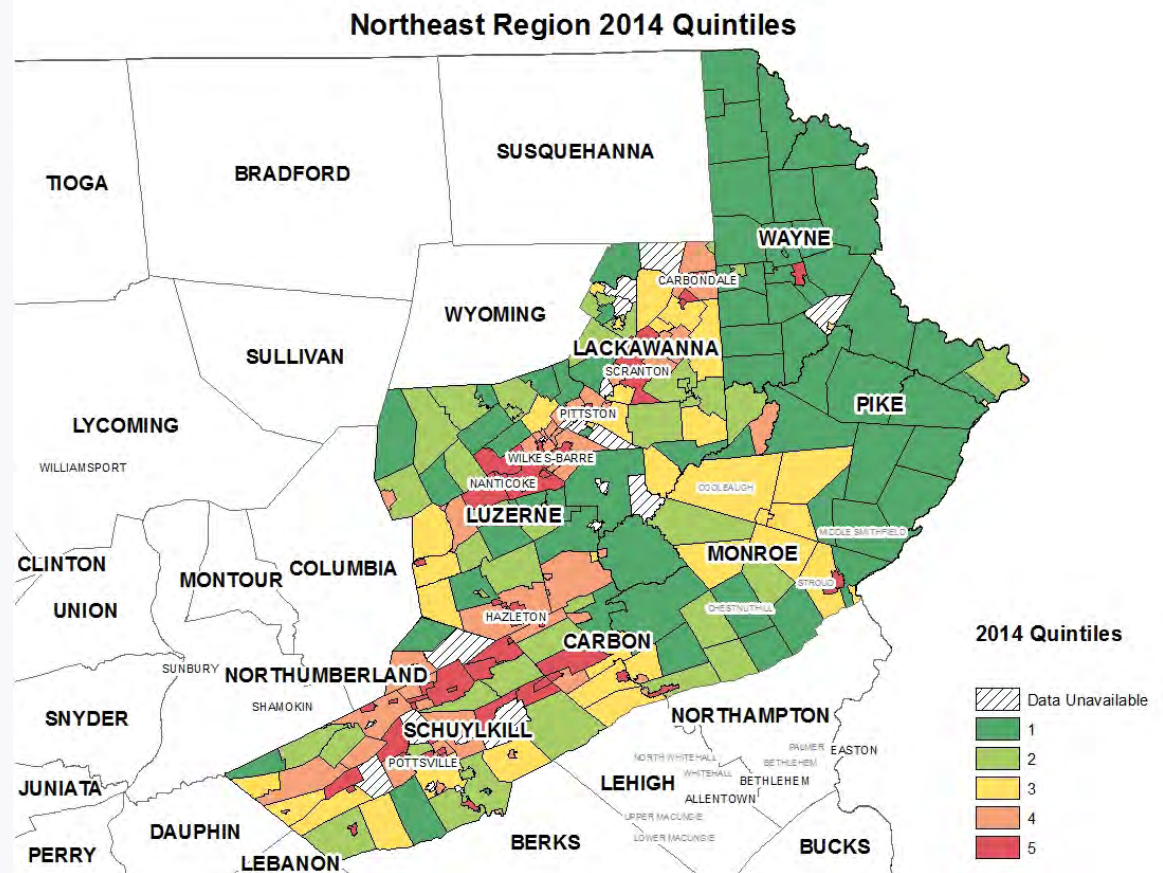 Northeast Region 2014 Quintiles
SUSQUEHANNA
BRADFORD
TIOGA
WAYNE
CARBONDALE
WYOMING
LACKAWANNA
SULLIVAN
SCRANTON
PIKE
PITTSTON
LYCOMING
WILKES-BARRE
WILLIAMSPORT
NANTICOKE
COOLBAUGH
LUZERNE
MIDDLE SMITHFIELD
MONROE
CLINTON
COLUMBIA
MONTOUR
STROUD
UNION
CHESTNUTHILL
HAZLETON
CARBON
2014 Quintiles
SUNBURY
NORTHUMBERLAND
Data Unavailable
SHAMOKIN
NORTHAMPTON
SNYDER
SCHUYLKILL
1
PALMER
EASTON
NORTH WHITEHALL
2
POTTSVILLE
BETHLEHEM
WHITEHALL
JUNIATA
LEHIGH
BETHLEHEM
3
ALLENTOWN
UPPER MACUNGIE
4
DAUPHIN
LOWER MACUNGIE
BERKS
BUCKS
5
PERRY
LEBANON